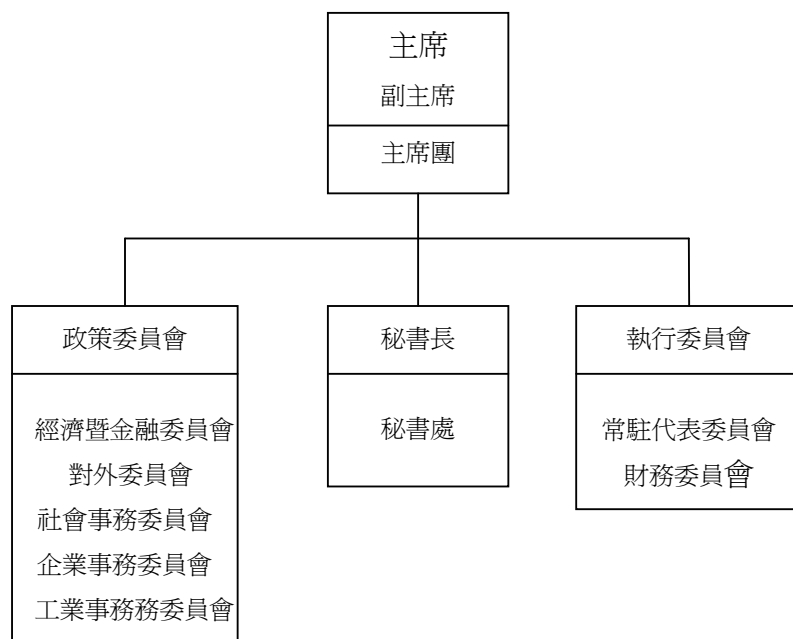 主席
副主席
主席團
政策委員會
經濟暨金融委員會
對外委員會
社會事務委員會
企業事務委員會
工業事務務委員會
秘書長
秘書處
執行委員會
常駐代表委員會
財務委員會